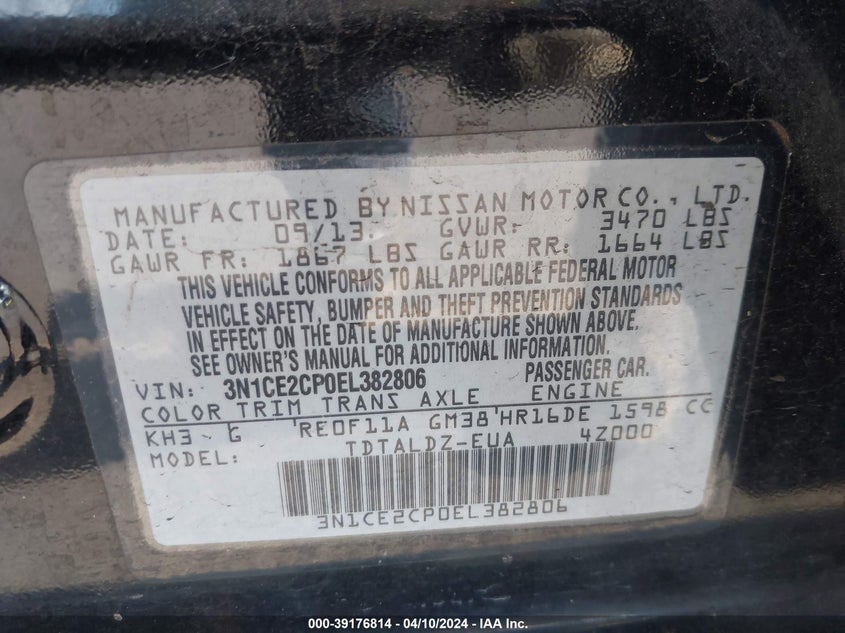 MANUFACTURED BY NISSAN MOTOR CO., LTD.
DATE: 09/13. GVWR: 3470 LBS
GAWR FR: 1867 LBS GAWR RR: 1664 LBS
THIS VEHICLE CONFORMS TO ALL APPLICABLE FEDERAL MOTOR
VEHICLE SAFETY, BUMPER AND THEFT PREVENTION STANDARDS
IN EFFECT ON THE DATE OF MANUFACTURE SHOWN ABOVE.
SEE OWNER'S MANUAL FOR ADDITIONAL INFORMATION.
VIN: 3N1CE2CP0EL382806 PASSENGER CAR.
COLOR TRIM TRANS AXLE ENGINE
KH3 G RE0F11A GM38 HR16DE 1598 CC
MODEL: TDTALDZ-EUA 4Z000
3N1CE2CP0EL382806
000-39176814 - 04/10/2024 - IAA Inc.